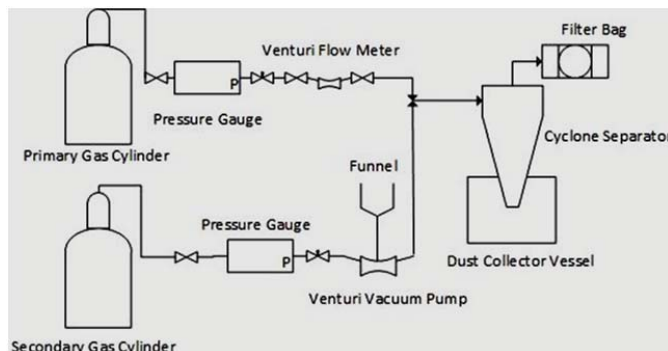 Venturi Flow Meter
Filter Bag
P
Pressure Gauge
Primary Gas Cylinder
Cyclone Separator
Funnel
Pressure Gauge
P
Dust Collector Vessel
Venturi Vacuum Pump
Secondary Gas Cylinder